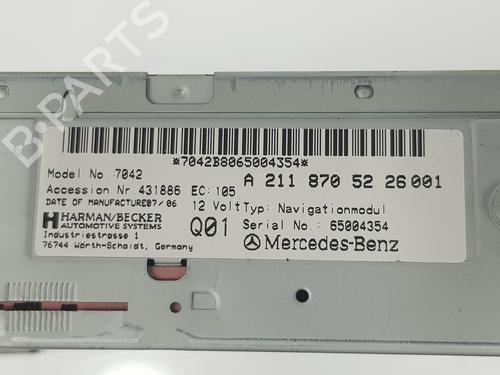 B-PARTS
*7042B8065004354*
Model No. 7042
Accession Nr. 431886 EC: 105
A 211 870 52 26 001
DATE OF MANUFACTURE07/06
12 Volt Typ: Navigationmodul
HARMAN/BECKER
AUTOMOTIVE SYSTEMS
Q01
Serial No.: 65004354
Industriestrasse 1
76744 Wörth-Schaidt, Germany
Mercedes-Benz